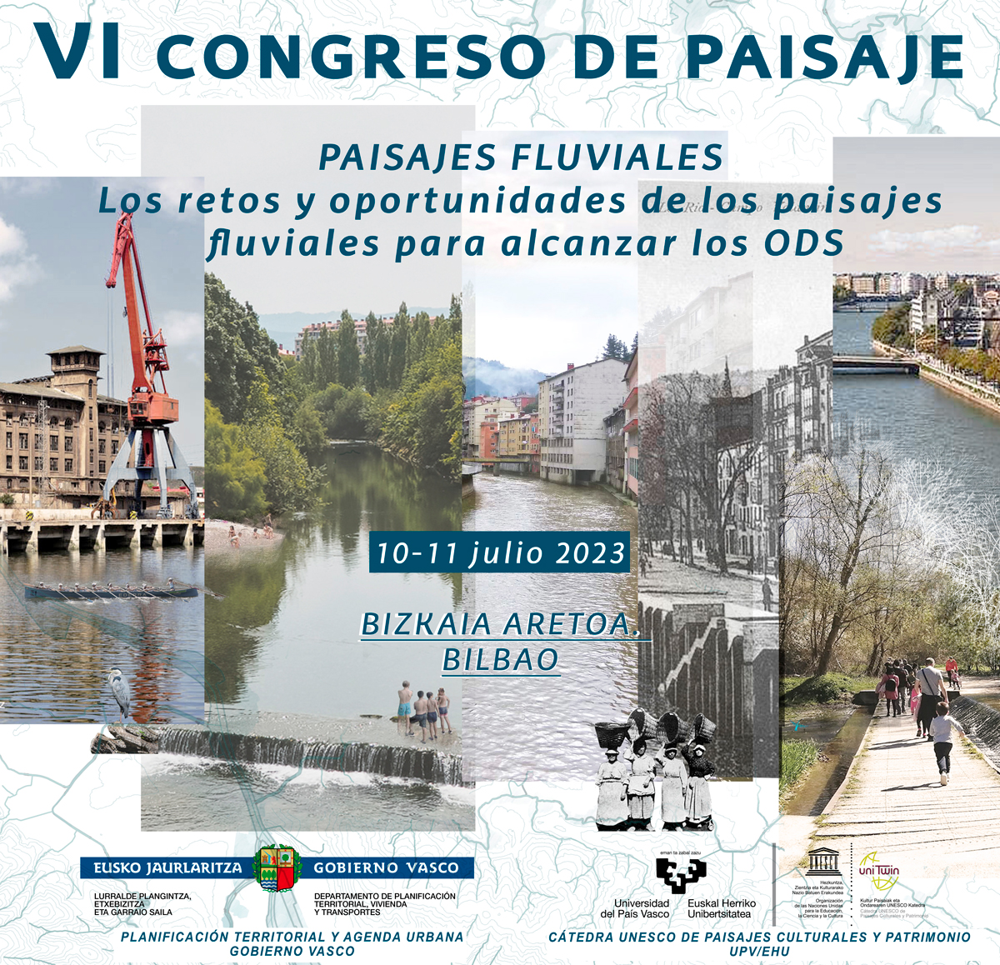 VI CONGRESO DE PAISAJE
PAISAJES FLUVIALES
Los retos y oportunidades de los paisajes
fluviales para alcanzar los ODS
10-11 julio 2023
BIZKAIA ARETOA.
BILBAO
EUSKO JAURLARITZA
GOBIERNO VASCO
LURRALDE PLANGINTZA,
ETXEBIZITZA
ETA GARRAIO SAILA
DEPARTAMENTO DE PLANIFICACIÓN
TERRITORIAL, VIVIENDA
Y TRANSPORTES
PLANIFICACIÓN TERRITORIAL Y AGENDA URBANA
GOBIERNO VASCO
eman ta zabal zazu
Universidad
del País Vasco
Euskal Herriko
Unibertsitatea
Hezkuntza,
Zientzia eta Kulturarako
Nazio Batuen Erakundea
Organización
de las Naciones Unidas
para la Educación,
la Ciencia y la Cultura
uniTwin
Kultur Paisaiak eta
Ondarearen UNESCO Katedra
Cátedra UNESCO de
Paisajes Culturales y Patrimonio
CÁTEDRA UNESCO DE PAISAJES CULTURALES Y PATRIMONIO
UPV/EHU